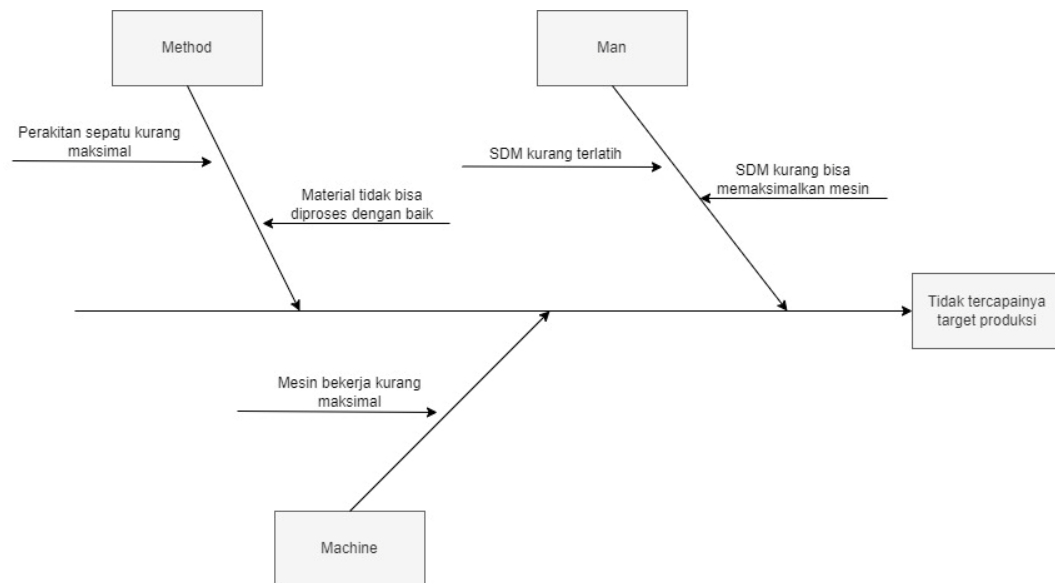 Method
Man
Perakitan sepatu kurang
maksimal
SDM kurang terlatih
SDM kurang bisa
memaksimalkan mesin
Material tidak bisa
diproses dengan baik
Tidak tercapainya
target produksi
Mesin bekerja kurang
maksimal
Machine